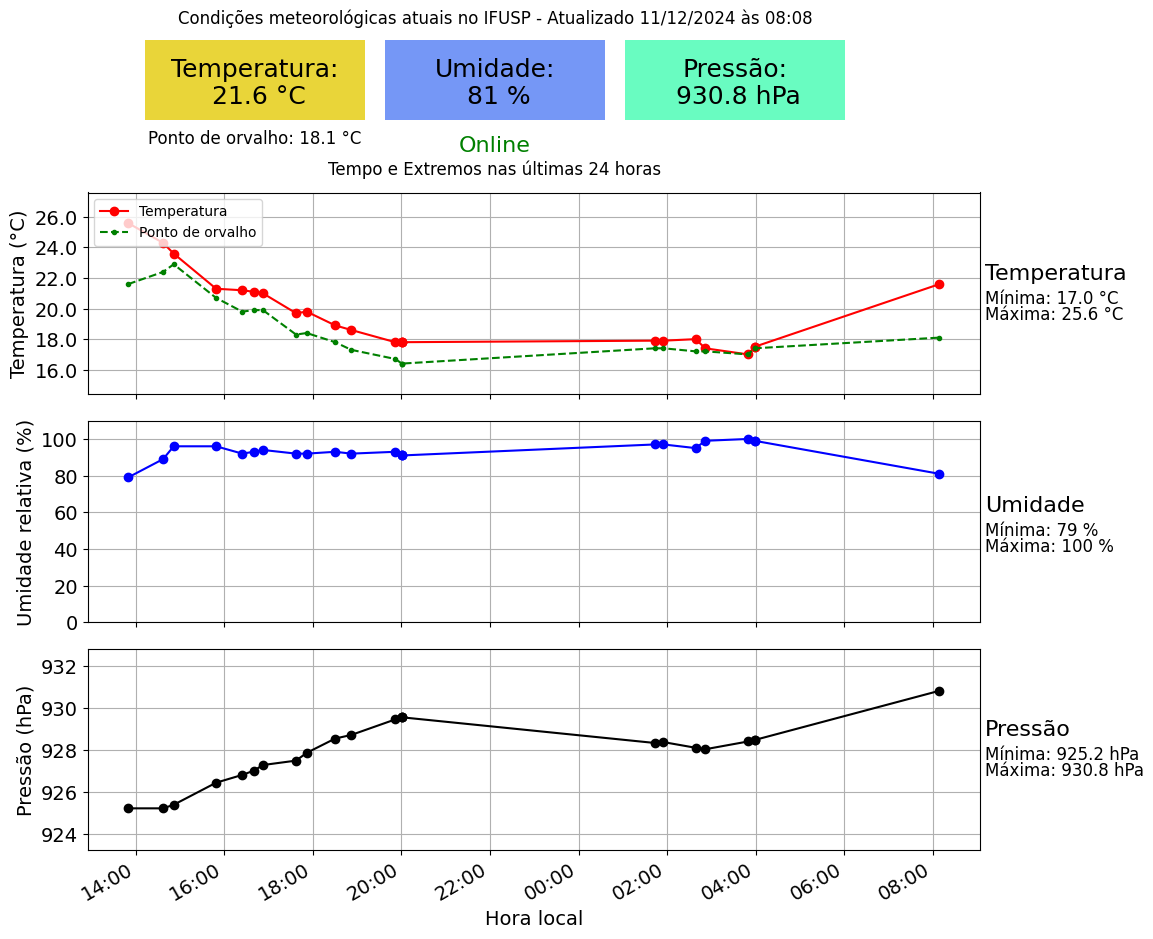 Condições meteorológicas atuais no IFUSP - Atualizado 11/12/2024 às 08:08
Temperatura:
21.6 °C
Umidade:
81 %
Pressão:
930.8 hPa
Ponto de orvalho: 18.1 °C
Online
Tempo e Extremos nas últimas 24 horas
Temperatura (°C)
26.0
24.0
22.0
20.0
18.0
16.0
Temperatura
Ponto de orvalho
Temperatura
Mínima: 17.0 °C
Máxima: 25.6 °C
Umidade relativa (%)
100
80
60
40
20
0
Umidade
Mínima: 79 %
Máxima: 100 %
Pressão (hPa)
932
930
928
926
924
Pressão
Mínima: 925.2 hPa
Máxima: 930.8 hPa
14:00 16:00 18:00 20:00 22:00 00:00 02:00 04:00 06:00 08:00
Hora local